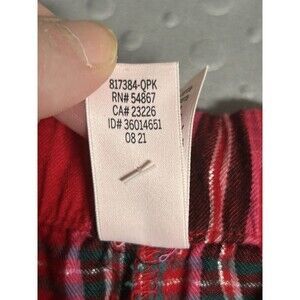 817384-QPK
RN# 54867
CA# 23226
ID# 36014651
08 21